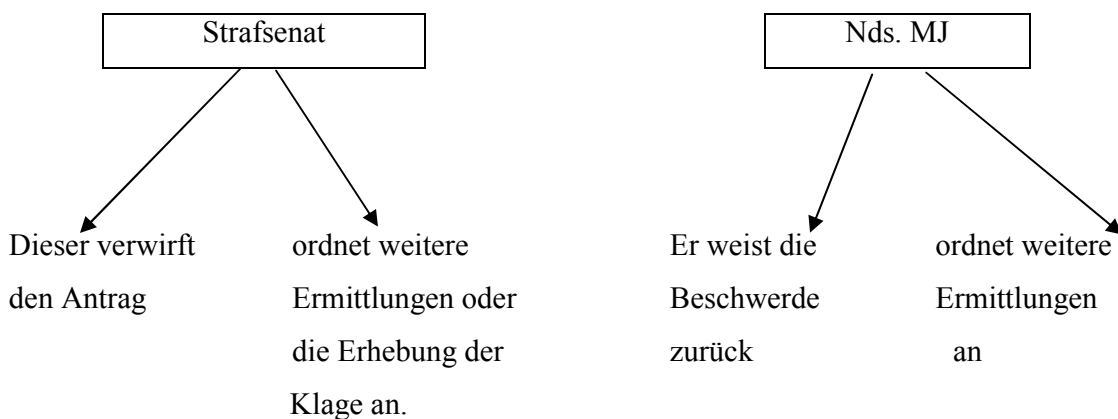 Strafsenat
Nds. MJ
Dieser verwirft
den Antrag
ordnet weitere
Ermittlungen oder
die Erhebung der
Klage an.
Er weist die
Beschwerde
zurück
ordnet weitere
Ermittlungen
an